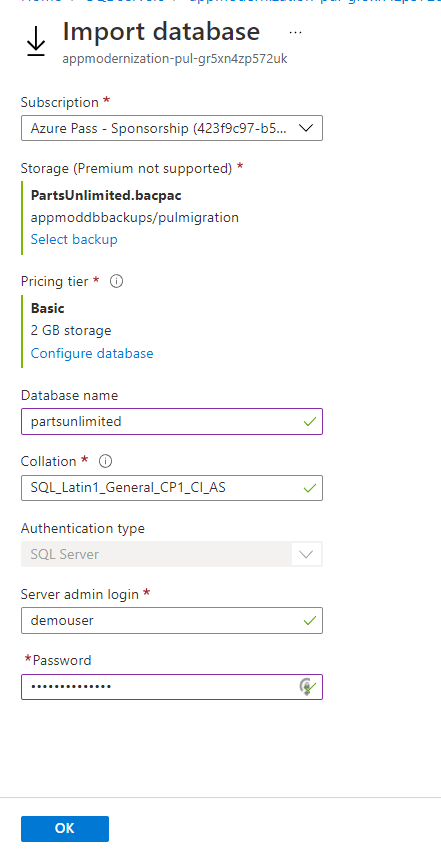 Import database ...
appmodernization-pul-gr5xn4zp572uk
Subscription *
Azure Pass - Sponsorship (423f9c97-b5...
Storage (Premium not supported) *
PartsUnlimited.bacpac
appmoddbbackups/pulmigration
Select backup
Pricing tier *
Basic
2 GB storage
Configure database
Database name
partsunlimited
Collation *
SQL_Latin1_General_CP1_CI_AS
Authentication type
SQL Server
Server admin login *
demouser
*Password
••••••••••••••
OK